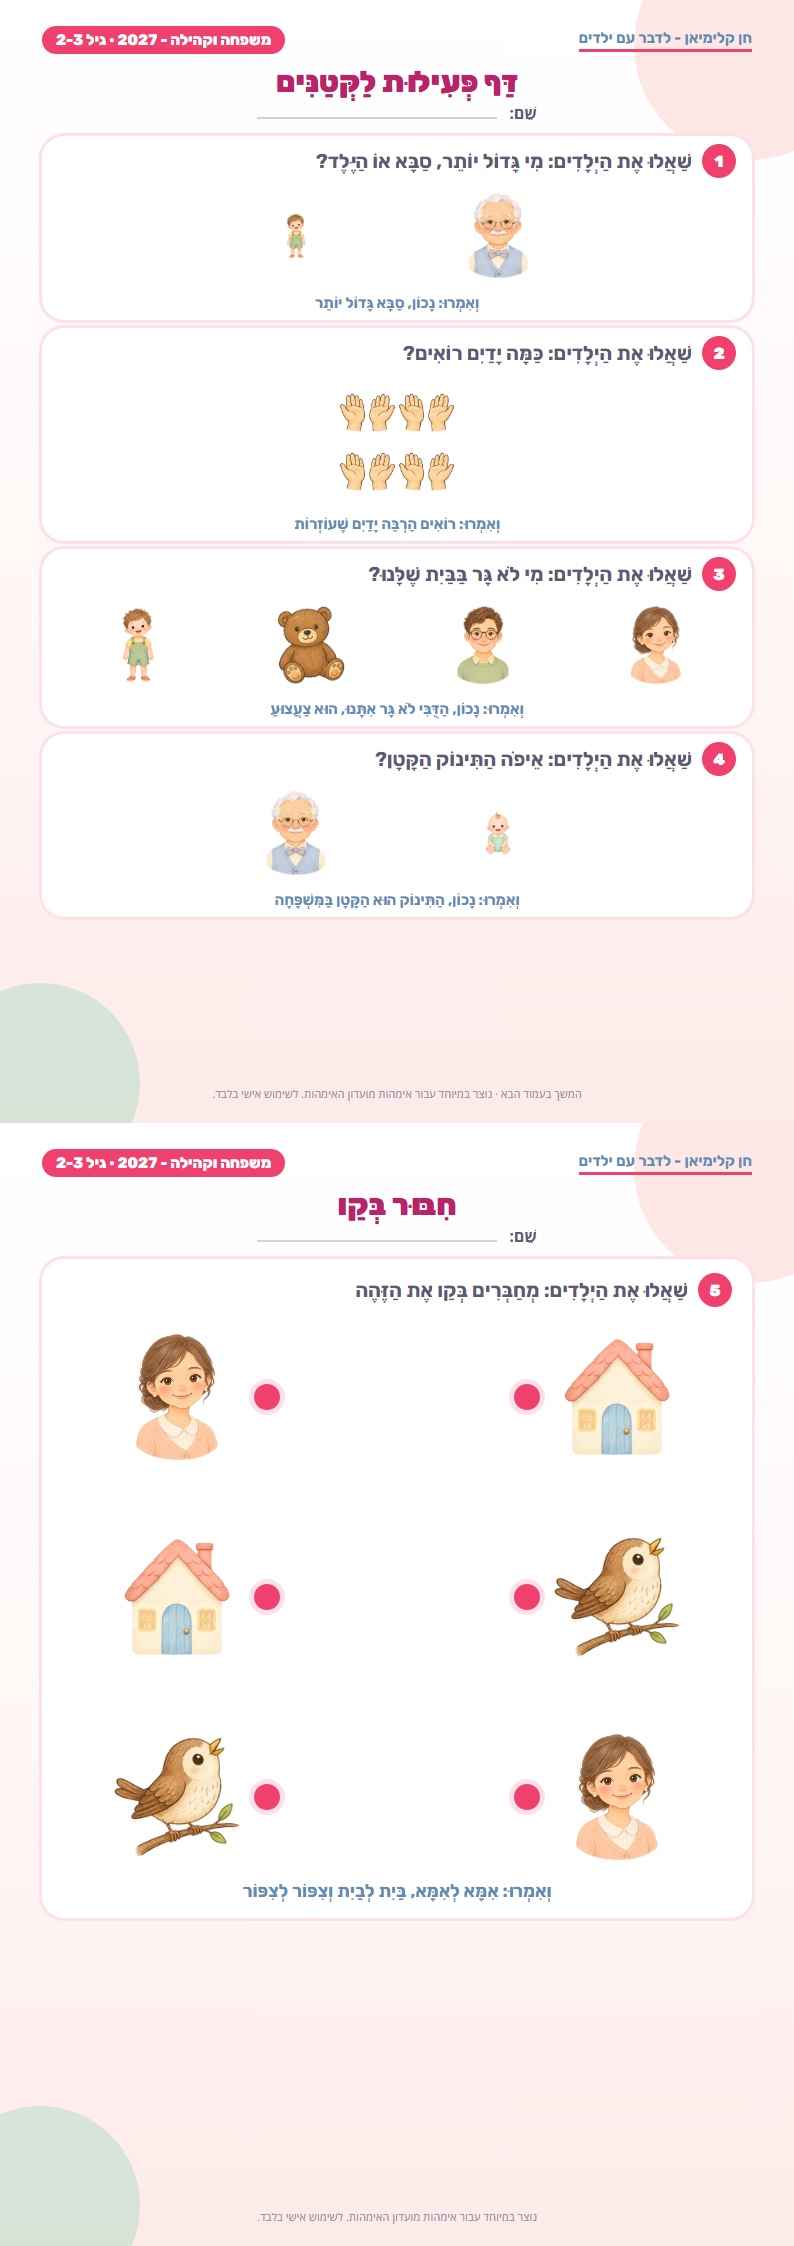 חן קלימיאן - לדבר עם ילדים
משפחה וקהילה - 2027 • גיל 2-3
דַּף פְּעִילוּת לַקְּטַנִּים
שֵׁם:
1 שַׁאֲלוּ אֶת הַיְלָדִים: מִי גָּדוֹל יוֹתֵר, סַבָּא אוֹ הַיֶּלֶד?
וְאִמְרוּ: נָכוֹן, סַבָּא גָּדוֹל יוֹתֵר
2 שַׁאֲלוּ אֶת הַיְלָדִים: כַּמָּה יָדַיִם רוֹאִים?
וְאִמְרוּ: רוֹאִים הַרְבֵּה יָדַיִם שֶׁעוֹזְרוֹת
3 שַׁאֲלוּ אֶת הַיְלָדִים: מִי לֹא גָּר בַּבַּיִת שֶׁלָּנוּ?
וְאִמְרוּ: נָכוֹן, הַדֻּבִּי לֹא גָּר אִתָּנוּ, הוּא צַעֲצוּעַ
4 שַׁאֲלוּ אֶת הַיְלָדִים: אֵיפֹה הַתִּינוֹק הַקָּטָן?
וְאִמְרוּ: נָכוֹן, הַתִּינוֹק הוּא הַקָּטָן בַּמִּשְׁפָּחָה
המשך בעמוד הבא · נוצר במיוחד עבור אימהות מועדון האימהות. לשימוש אישי בלבד.
חן קלימיאן - לדבר עם ילדים
משפחה וקהילה - 2027 • גיל 2-3
חִבּוּר בְּקַו
שֵׁם:
5 שַׁאֲלוּ אֶת הַיְלָדִים: מְחַבְּרִים בְּקַו אֶת הַזֶּהֶה
וְאִמְרוּ: אִמָּא לְאִמָּא, בַּיִת לְבַיִת וְצִפּוֹר לְצִפּוֹר
נוצר במיוחד עבור אימהות מועדון האימהות. לשימוש אישי בלבד.